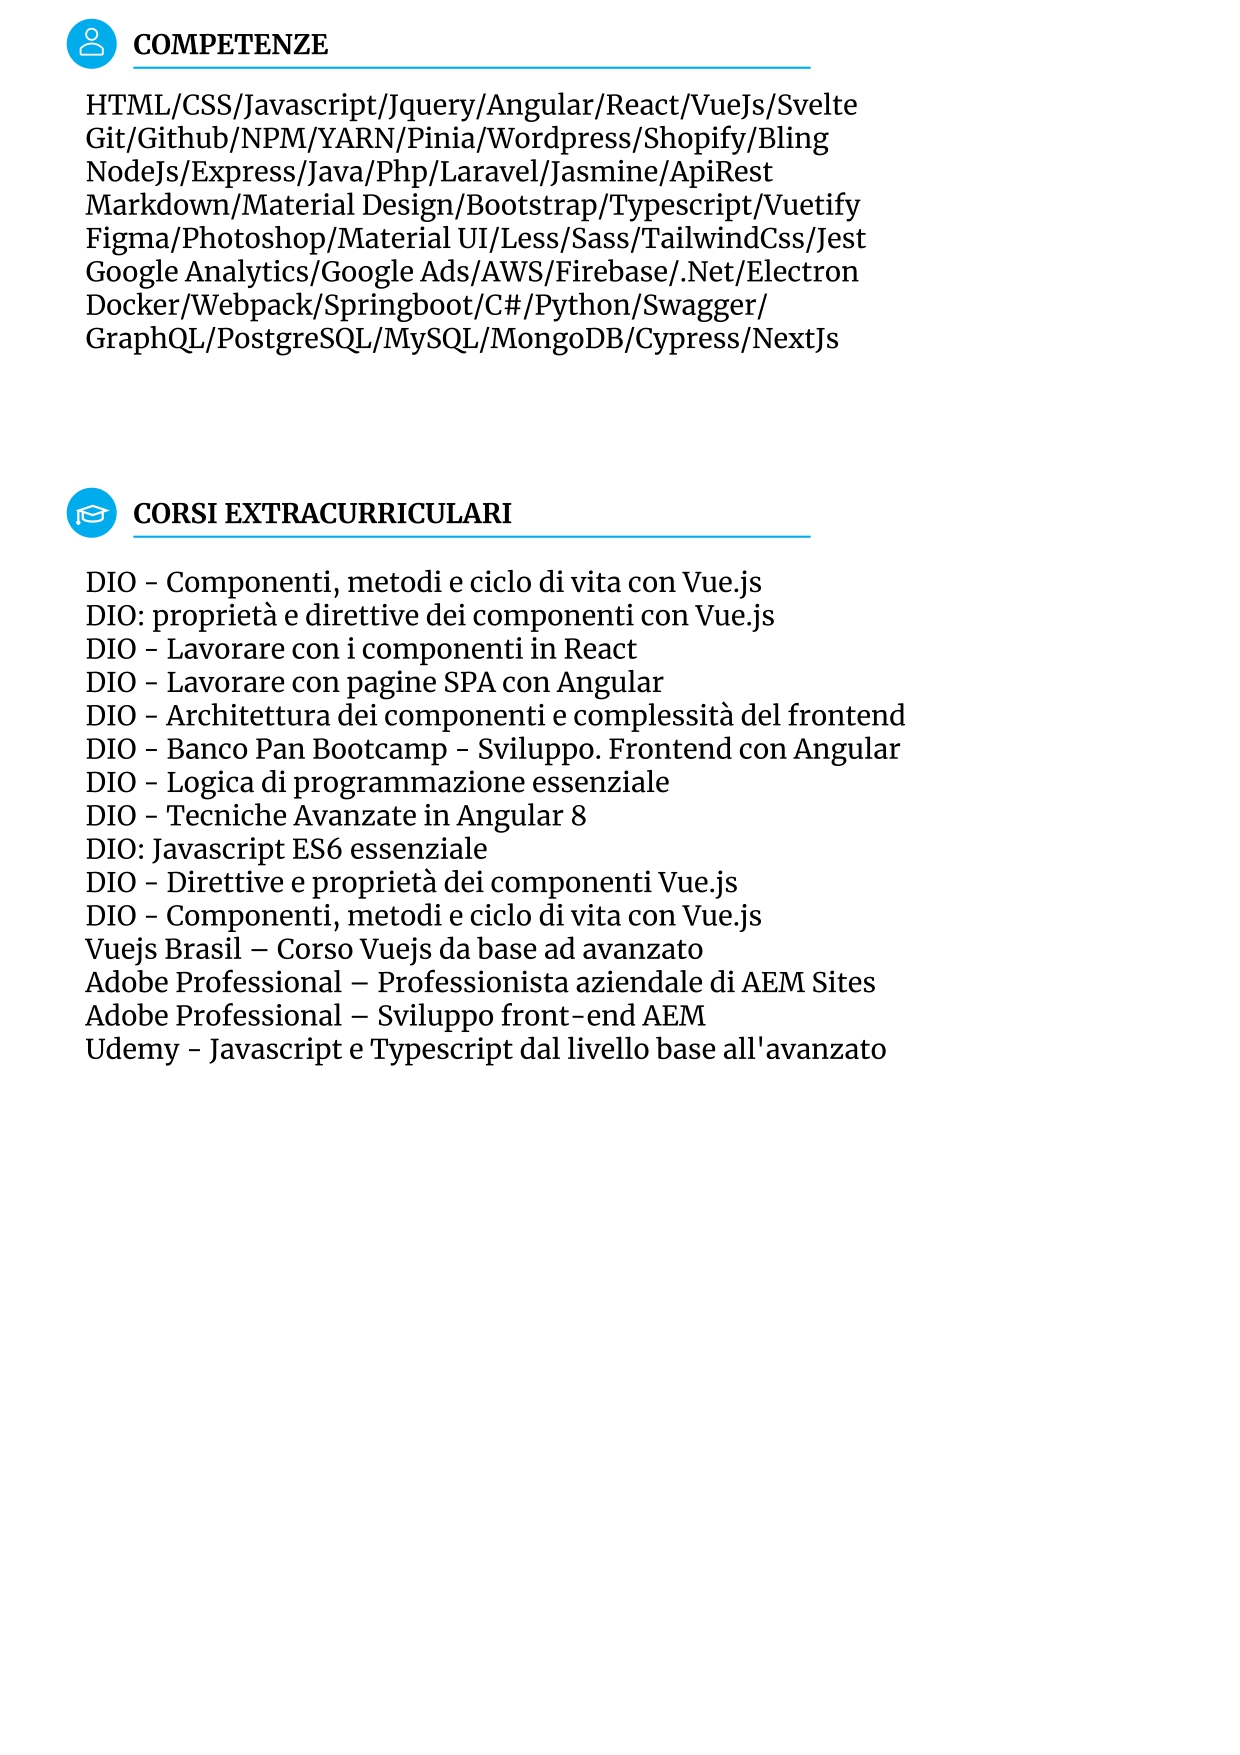 COMPETENZE
HTML/CSS/Javascript/Jquery/Angular/React/VueJs/Svelte
Git/Github/NPM/YARN/Pinia/Wordpress/Shopify/Bling
NodeJs/Express/Java/Php/Laravel/Jasmine/ApiRest
Markdown/Material Design/Bootstrap/Typescript/Vuetify
Figma/Photoshop/Material UI/Less/Sass/TailwindCss/Jest
Google Analytics/Google Ads/AWS/Firebase/.Net/Electron
Docker/Webpack/Springboot/C#/Python/Swagger/
GraphQL/PostgreSQL/MySQL/MongoDB/Cypress/NextJs
CORSI EXTRACURRICULARI
DIO - Componenti, metodi e ciclo di vita con Vue.js
DIO: proprietà e direttive dei componenti con Vue.js
DIO - Lavorare con i componenti in React
DIO - Lavorare con pagine SPA con Angular
DIO - Architettura dei componenti e complessità del frontend
DIO - Banco Pan Bootcamp - Sviluppo. Frontend con Angular
DIO - Logica di programmazione essenziale
DIO - Tecniche Avanzate in Angular 8
DIO: Javascript ES6 essenziale
DIO - Direttive e proprietà dei componenti Vue.js
DIO - Componenti, metodi e ciclo di vita con Vue.js
Vuejs Brasil – Corso Vuejs da base ad avanzato
Adobe Professional – Professionista aziendale di AEM Sites
Adobe Professional – Sviluppo front-end AEM
Udemy - Javascript e Typescript dal livello base all'avanzato